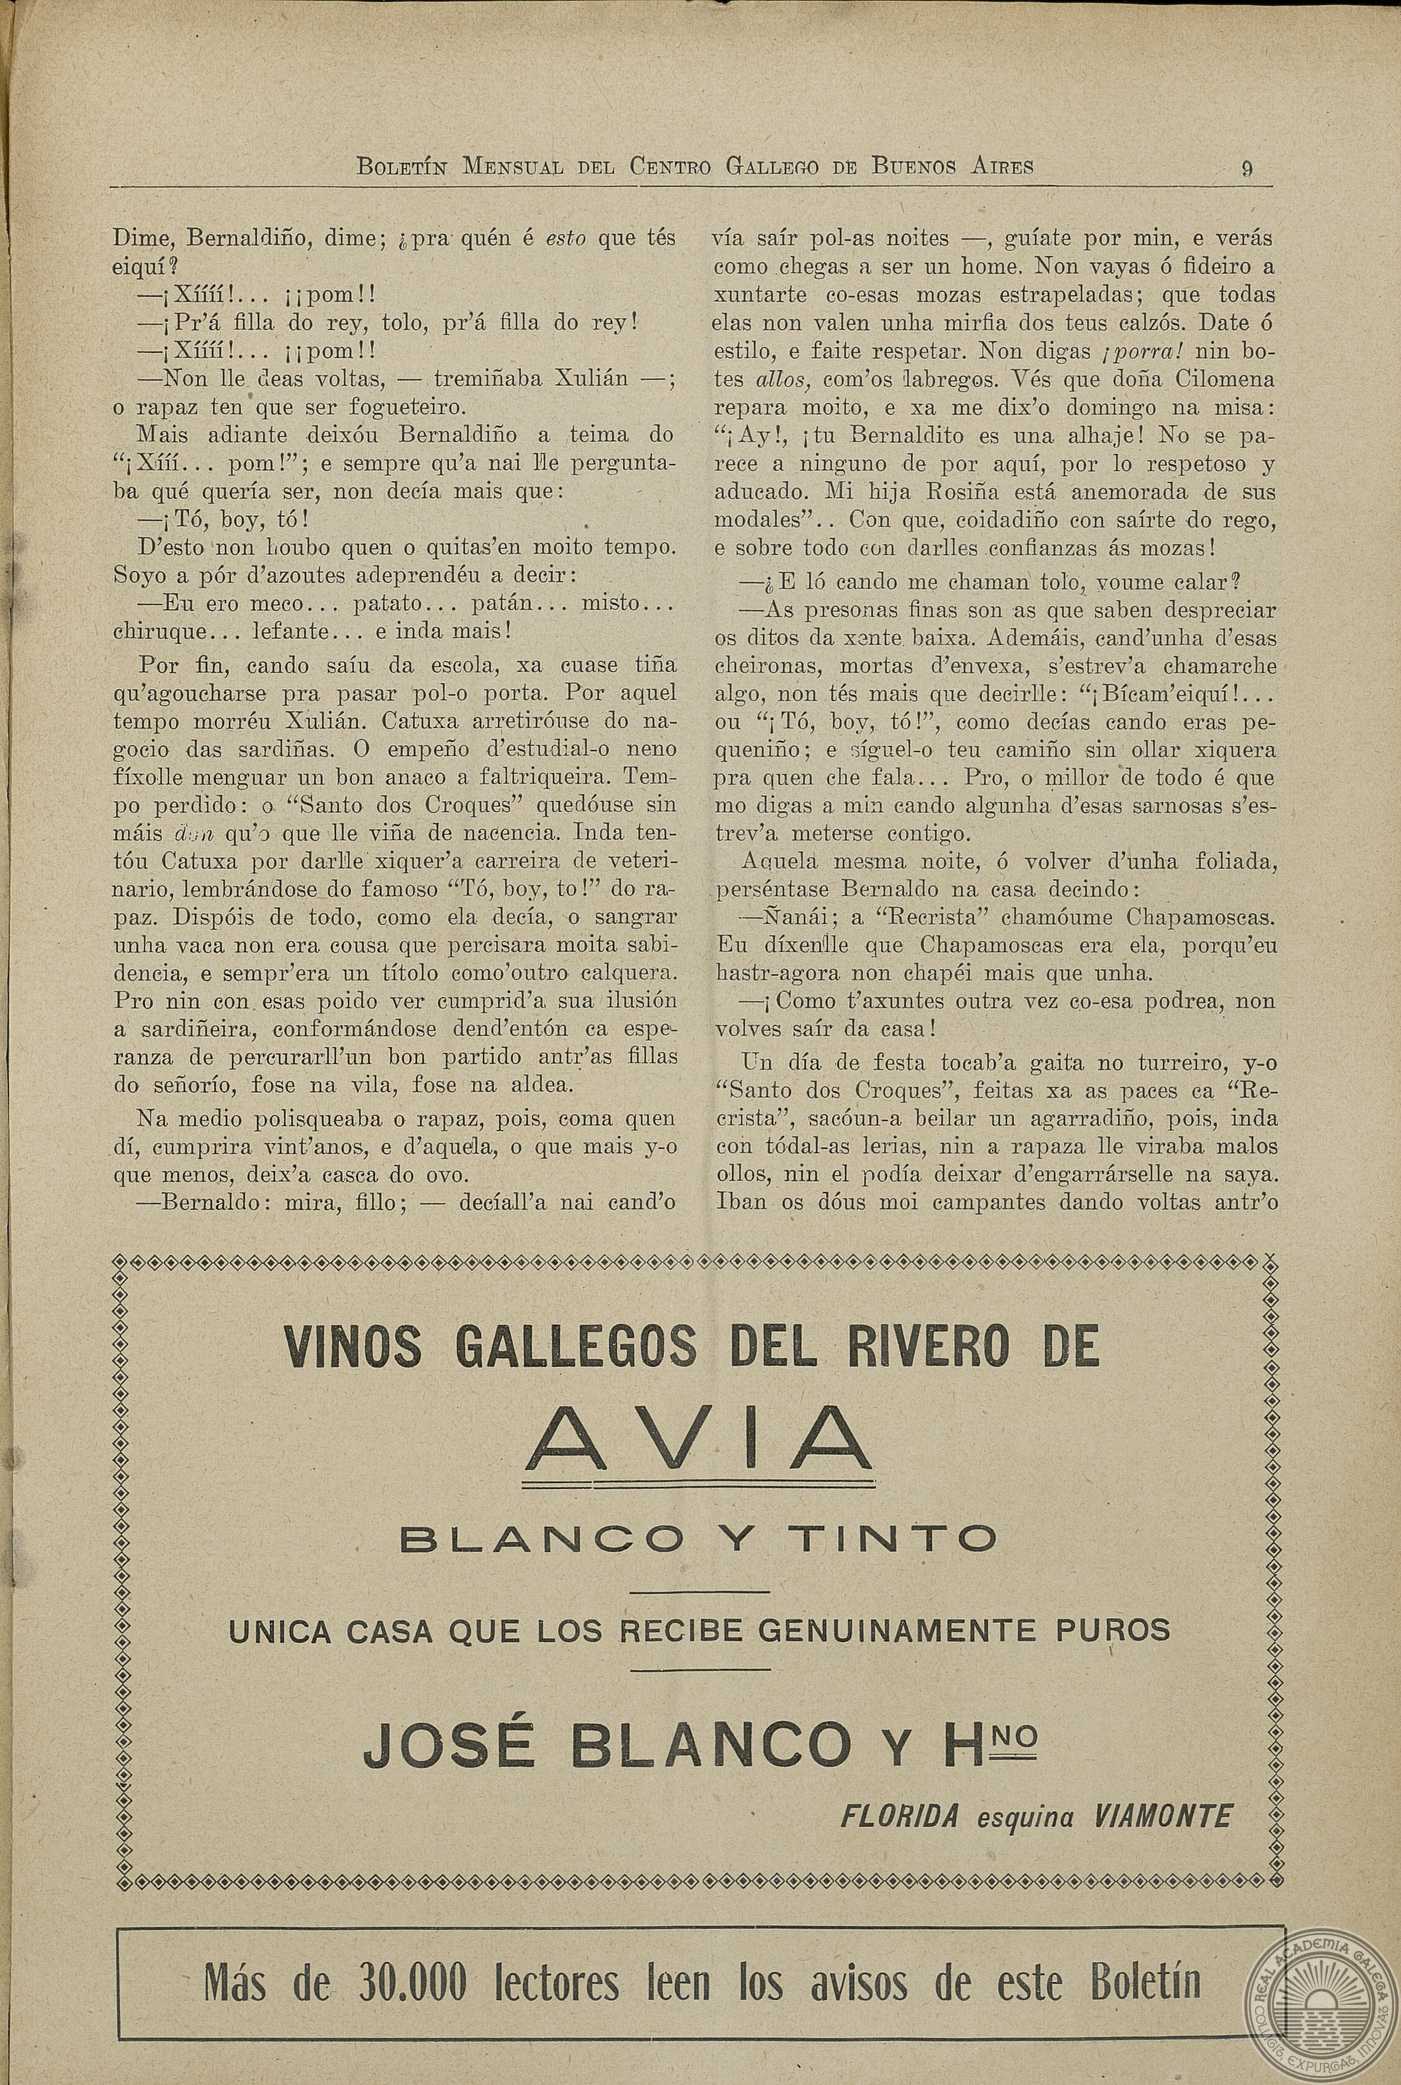 BOLETÍN MENSUAL DEL CENTRO GALLEGO DE BUENOS AIRES 9
Dime, Bernaldiño, dime; ¿pra quén é esto que tés
eiquí?
—¡Xíííí!... ¡¡pom!!
—¡Pr'á filla do rey, tolo, pr'á filla do rey!
—¡Xíííí!... ¡¡pom!!
—Non lle deas voltas, — tremiñaba Xulián —;
o rapaz ten que ser fogueteiro.
Mais adiante deixóu Bernaldiño a teima do
“¡Xííí... pom!”; e sempre qu'a nai lle pergunta-
ba qué quería ser, non decía mais que:
—¡Tó, boy, tó!
D'esto non houbo quen o quitas'en moito tempo.
Soyo a pór d'azoutes adeprendéu a decir:
—Eu ero meco... patato... patán... misto...
chiruque... lefante... e inda mais!
Por fin, cando saíu da escola, xa cuase tiña
qu'agoucharse pra pasar pol-o porta. Por aquel
tempo morréu Xulián. Catuxa arretiróuse do na-
gocio das sardiñas. O empeño d'estudial-o neno
fíxolle menguar un bon anaco a faltriqueira. Tem-
po perdido: o “Santo dos Croques” quedóuse sin
máis dun qu'o que lle viña de nacencia. Inda ten-
tóu Catuxa por darlle xiquer'a carreira de veteri-
nario, lembrándose do famoso “Tó, boy, to!” do ra-
paz. Dispóis de todo, como ela decía, o sangrar
unha vaca non era cousa que percisara moita sabi-
dencia, e sempr'era un título como'outro calquera.
Pro nin con esas poido ver cumprid'a sua ilusión
a sardiñeira, conformándose dend'entón ca espe-
ranza de percurarll'un bon partido antr'as fillas
do señorío, fose na vila, fose na aldea.
Na medio polisqueaba o rapaz, pois, coma quen
dí, cumprira vint'anos, e d'aquela, o que mais y-o
que menos, deix'a casca do ovo.
—Bernaldo: mira, fillo; — decíall'a nai cand'o
vía saír pol-as noites —, guíate por min, e verás
como chegas a ser un home. Non vayas ó fideiro a
xuntarte co-esas mozas estrapeladas; que todas
elas non valen unha mirfia dos teus calzós. Date ó
estilo, e faite respetar. Non digas ¡porra! nin bo-
tes allos, com'os labregos. Vés que doña Cilomena
repara moito, e xa me dix'o domingo na misa:
“¡Ay!, ¡tu Bernaldito es una alhaje! No se pa-
rece a ninguno de por aquí, por lo respetoso y
aducado. Mi hija Rosiña está anemorada de sus
modales”.. Con que, coidadiño con saírte do rego,
e sobre todo con darlles confianzas ás mozas!
—¿E ló cando me chaman tolo, voume calar?
—As presonas finas son as que saben despreciar
os ditos da xente baixa. Ademáis, cand'unha d'esas
cheironas, mortas d'envexa, s'estrev'a chamarche
algo, non tés mais que decirlle: “¡Bícam'eiquí!...
ou “¡Tó, boy, tó!”, como decías cando eras pe-
queniño; e síguel-o teu camiño sin ollar xiquera
pra quen che fala... Pro, o millor de todo é que
mo digas a min cando algunha d'esas sarnosas s'es-
trev'a meterse contigo.
Aquela mesma noite, ó volver d'unha foliada,
perséntase Bernaldo na casa decindo:
—Ñanái; a “Recrista” chamóume Chapamoscas.
Eu díxenlle que Chapamoscas era ela, porqu'eu
hastr-agora non chapéi mais que unha.
—¡Como t'axuntes outra vez co-esa podrea, non
volves saír da casa!
Un día de festa tocab'a gaita no turreiro, y-o
“Santo dos Croques”, feitas xa as paces ca “Re-
crista”, sacóun-a beilar un agarradiño, pois, inda
con tódal-as lerias, nin a rapaza lle viraba malos
ollos, nin el podía deixar d'engarrárselle na saya.
Iban os dóus moi campantes dando voltas antr'o
VINOS GALLEGOS DEL RIVERO DE
AVIA
BLANCO Y TINTO
UNICA CASA QUE LOS RECIBE GENUINAMENTE PUROS
JOSÉ BLANCO Y HNO
FLORIDA esquina VIAMONTE
Más de 30.000 lectores leen los avisos de este Boletín
REAL ACADEMIA GALEGA
COLLIGIT, EXPURGAT, INNOVAT